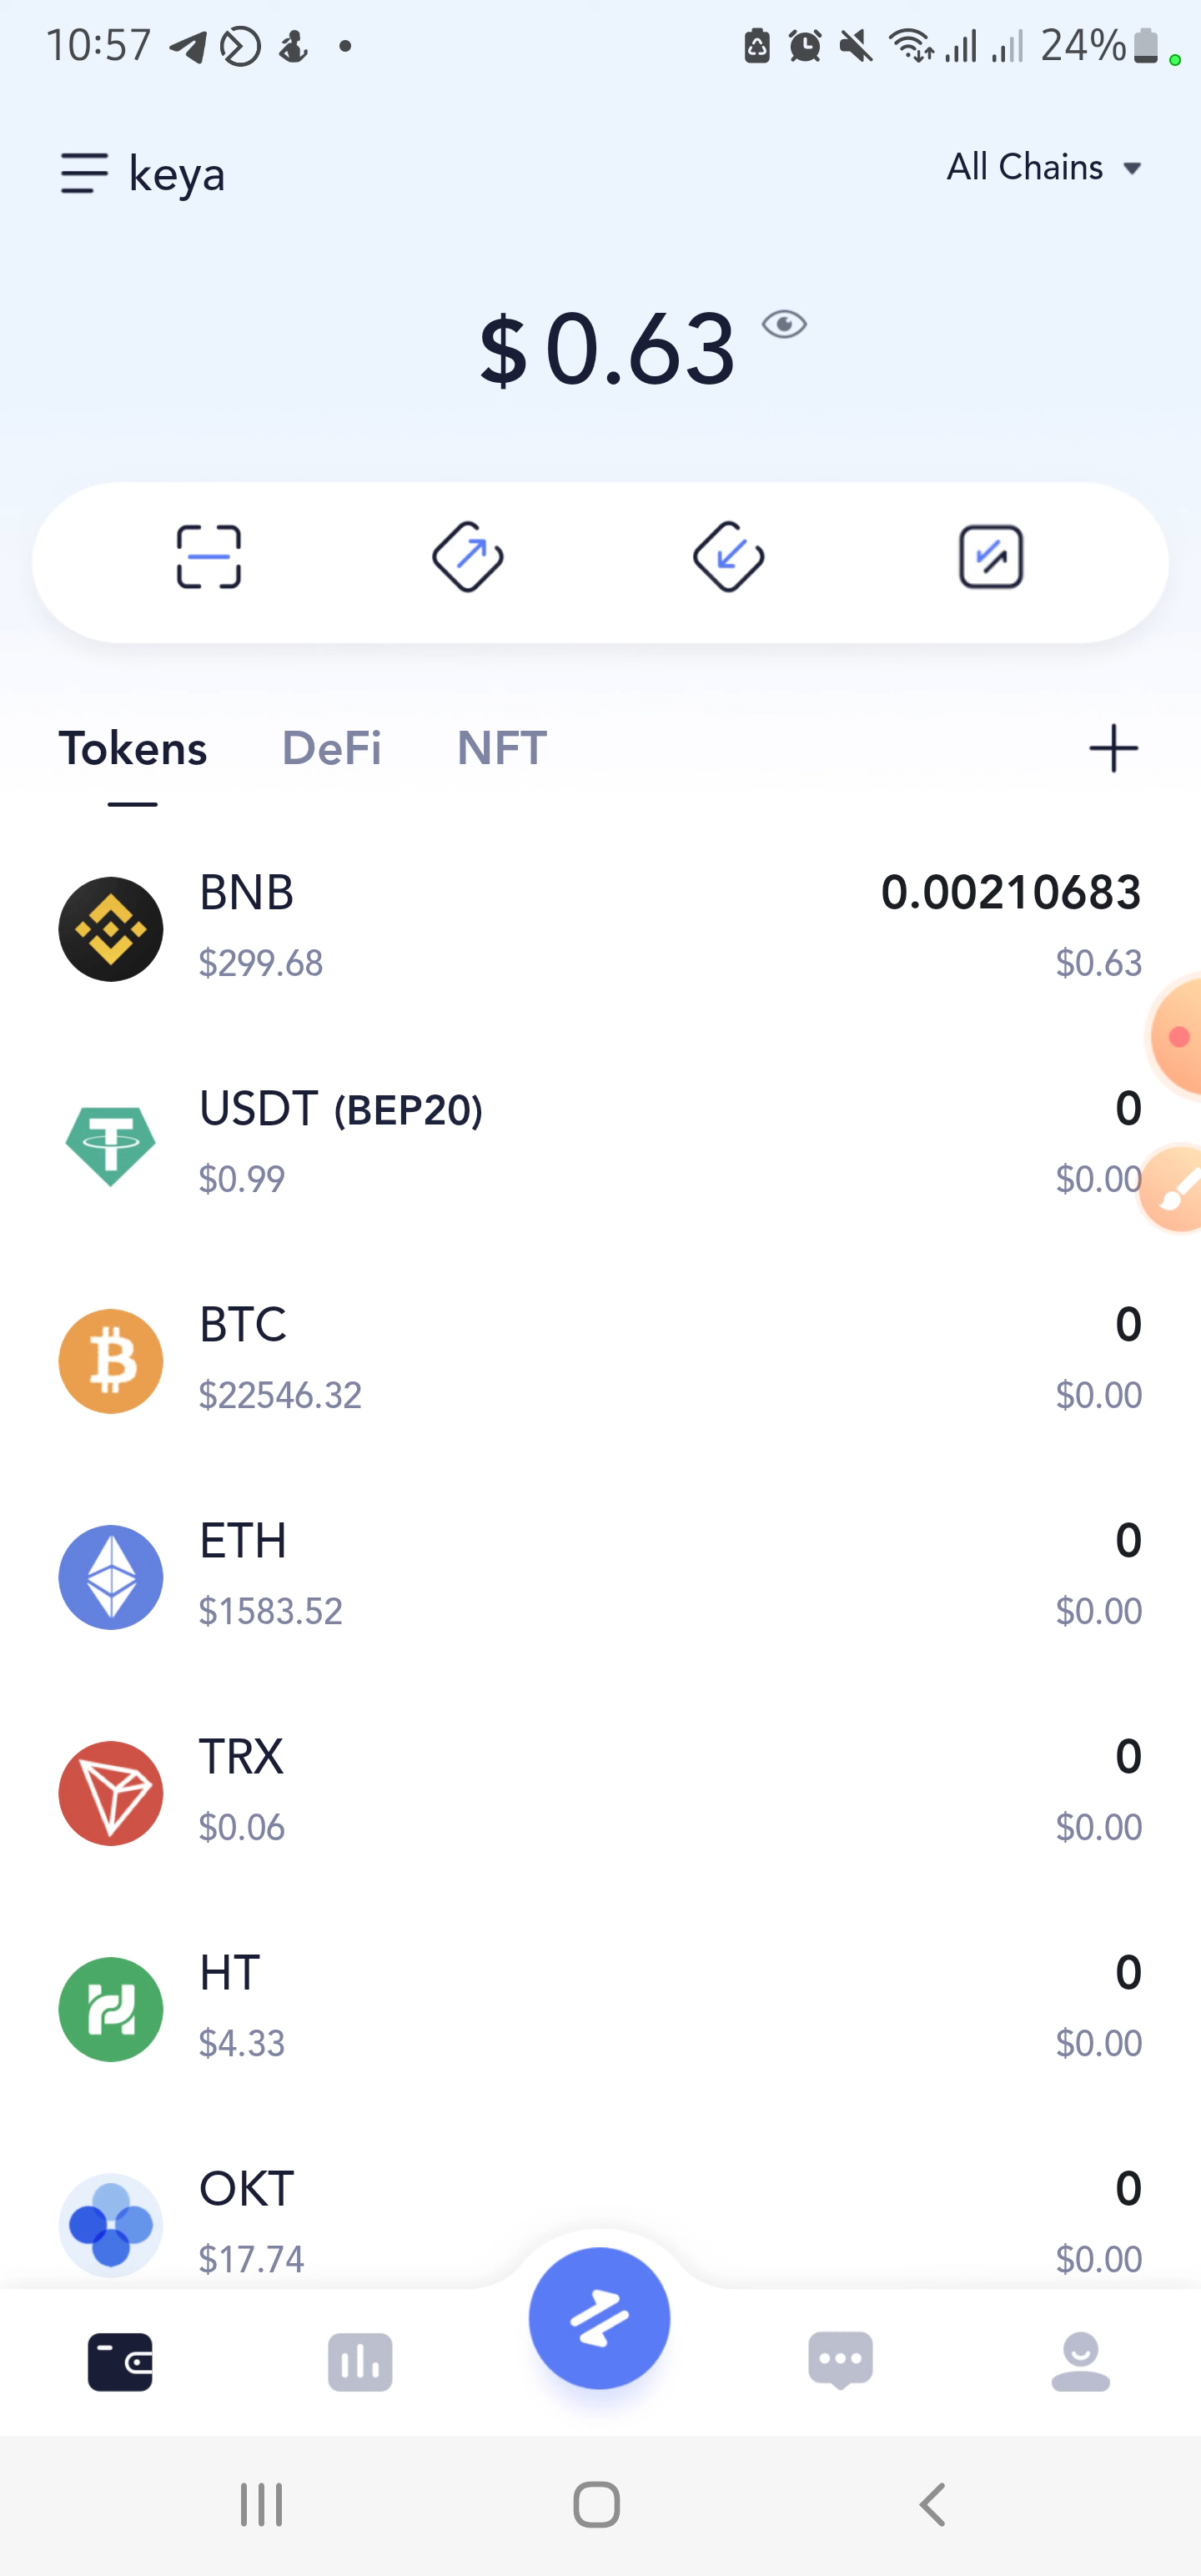 10:57 24%
keya All Chains
$ 0.63
Tokens DeFi NFT
BNB 0.00210683
$299.68 $0.63
USDT (BEP20) 0
$0.99 $0.00
BTC 0
$22546.32 $0.00
ETH 0
$1583.52 $0.00
TRX 0
$0.06 $0.00
HT 0
$4.33 $0.00
OKT 0
$17.74 $0.00